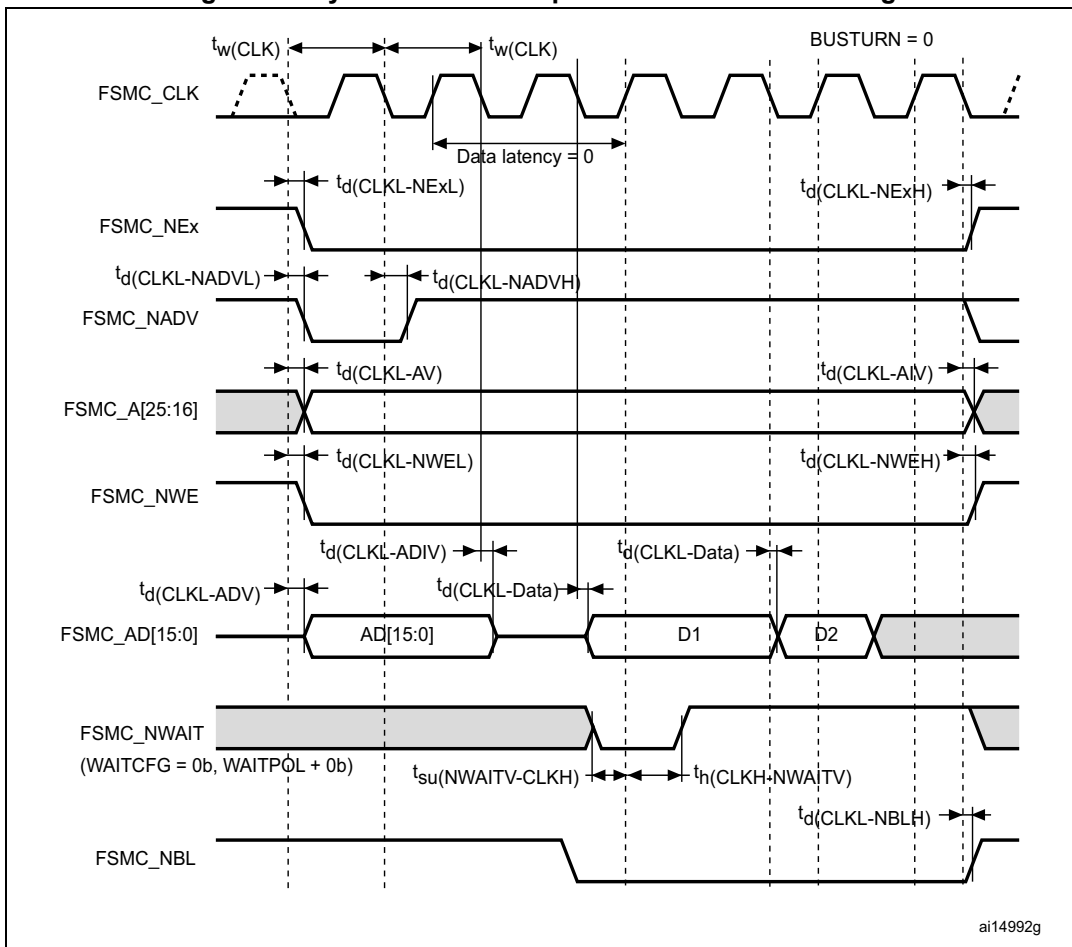 tw(CLK) tw(CLK) BUSTURN = 0
FSMC_CLK
Data latency = 0
td(CLKL-NExL) td(CLKL-NExH)
FSMC_NEx
td(CLKL-NADVL) td(CLKL-NADVH)
FSMC_NADV
td(CLKL-AV) td(CLKL-AIV)
FSMC_A[25:16]
td(CLKL-NWEL) td(CLKL-NWEH)
FSMC_NWE
td(CLKL-ADIV) td(CLKL-Data)
td(CLKL-ADV) td(CLKL-Data)
FSMC_AD[15:0] AD[15:0] D1 D2
FSMC_NWAIT
(WAITCFG = 0b, WAITPOL + 0b)
tsu(NWAITV-CLKH) th(CLKH-NWAITV)
td(CLKL-NBLH)
FSMC_NBL
ai14992g